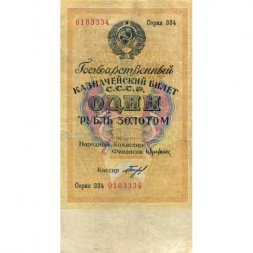 0163334
Серия 334
Государственный
КАЗНАЧЕЙСКИЙ БИЛЕТ
С.С.С.Р.
ОДИН
РУБЛЬ ЗОЛОТОМ
Народный Комиссар
Финансов
Кассир
Серия 334 0163334